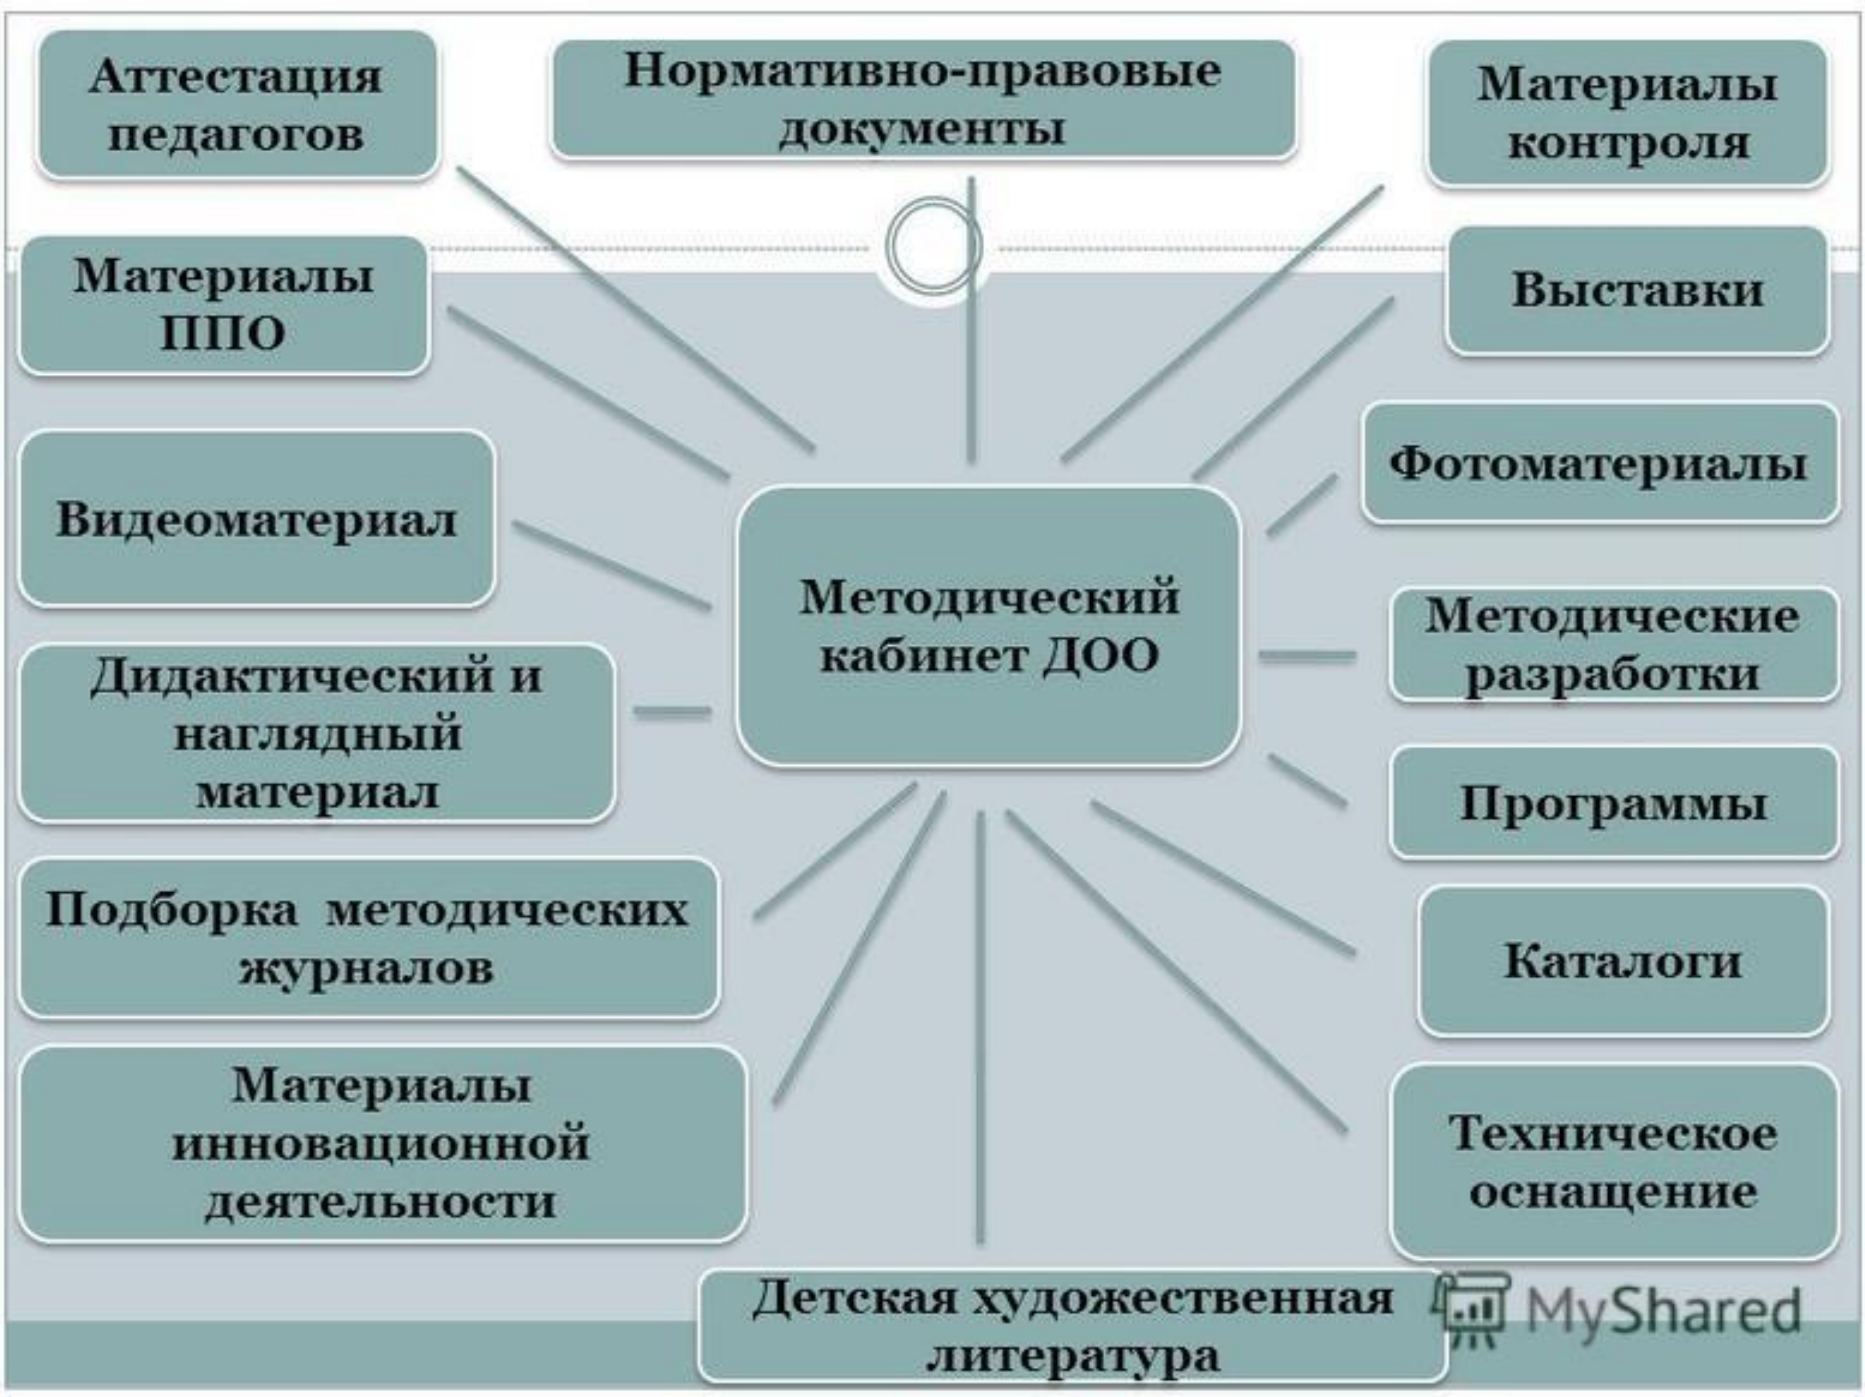 Аттестация
педагогов
Нормативно-правовые
документы
Материалы
контроля
Материалы
ППО
Выставки
Видеоматериал
Фотоматериалы
Методический
кабинет ДОО
Дидактический и
наглядный
материал
Методические
разработки
Программы
Подборка методических
журналов
Каталоги
Материалы
инновационной
деятельности
Техническое
оснащение
Детская художественная
литература
MyShared